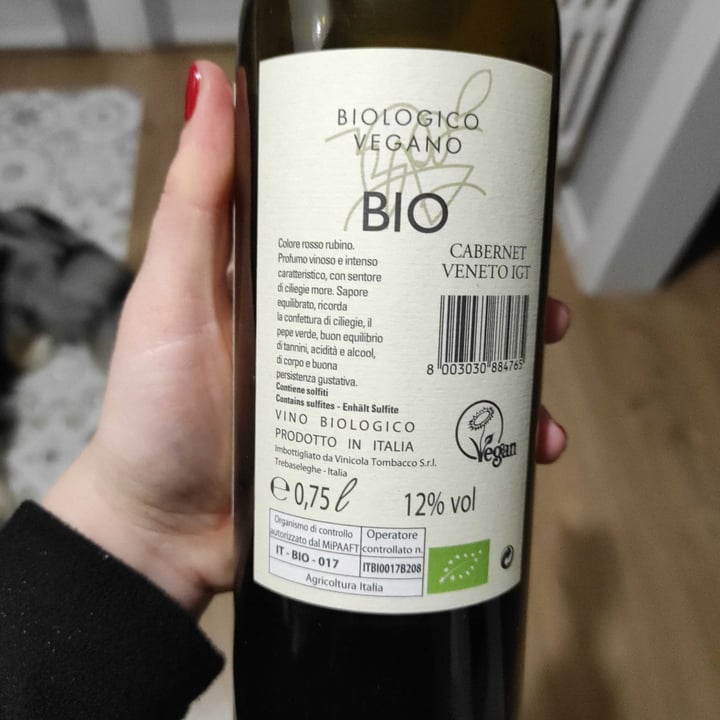 BIOLOGICO
VEGANO
BIO
Colore rosso rubino.
Profumo vinoso e intenso
caratteristico, con sentore
di ciliegie more. Sapore
equilibrato, ricorda
la confettura di ciliegie, il
pepe verde, buon equilibrio
di tannini, acidità e alcool,
di corpo e buona
persistenza gustativa.
Contiene solfiti
Contains sulfites - Enhält Sulfite
CABERNET
VENETO IGT
8 003030 884765
VINO BIOLOGICO
PRODOTTO IN ITALIA
Imbottigliato da Vinicola Tombacco S.r.l.
Trebaseleghe - Italia
Vegan
e 0,75 l
12% vol
Organismo di controllo
autorizzato dal MiPAAFT
IT - BIO - 017
Operatore
controllato n.
ITBI0017B208
Agricoltura Italia